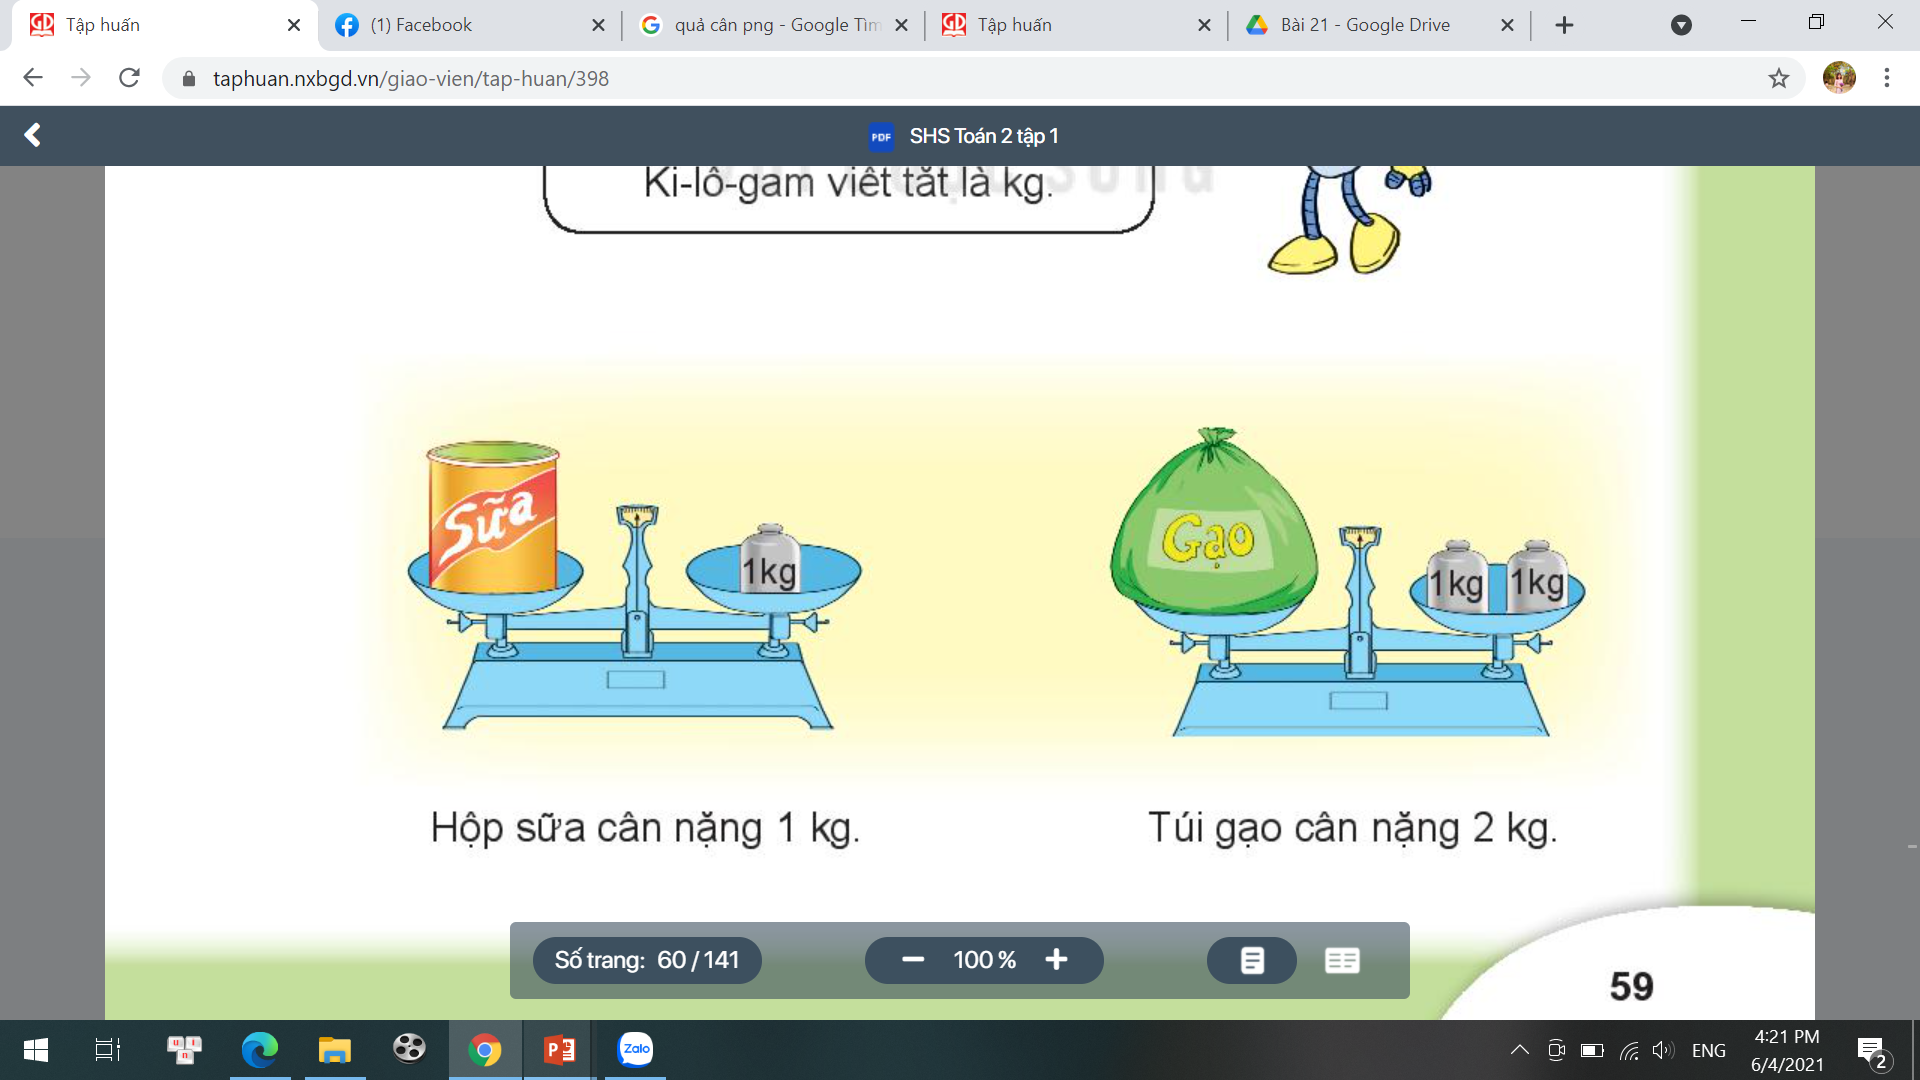 Tập huấn
(1) Facebook
quả cân png - Google Tìm
Tập huấn
Bài 21 - Google Drive
taphuan.nxbgd.vn/giao-vien/tap-huan/398
PDF SHS Toán 2 tập 1
Ki-lô-gam viết tắt là kg.
Sữa
1kg
Gạo
1kg 1kg
Hộp sữa cân nặng 1 kg.
Túi gạo cân nặng 2 kg.
Số trang: 60 / 141
100 %
59
Zalo
ENG
4:21 PM
6/4/2021
2